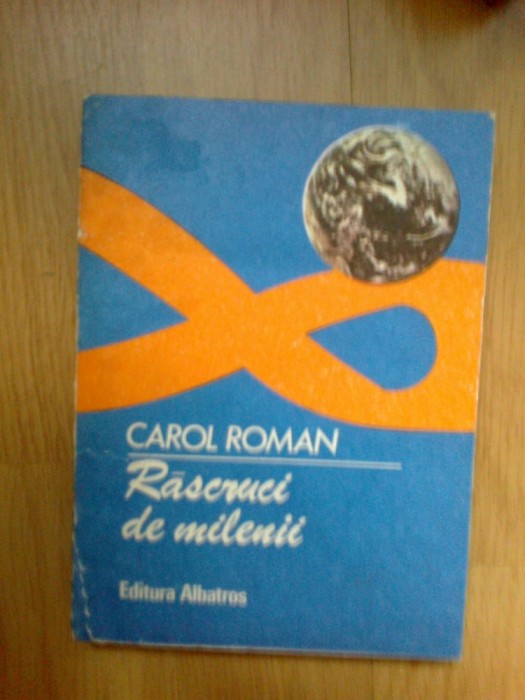 CAROL ROMAN
Răscruci
de milenii
Editura Albatros